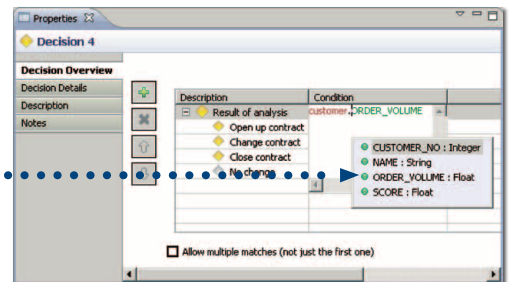 Properties
Decision 4
Decision Overview
Decision Details
Description
Notes
Description Condition
Result of analysis customer.ORDER_VOLUME
Open up contract
Change contract
Close contract
No change
CUSTOMER_NO : Integer
NAME : String
ORDER_VOLUME : Float
SCORE : Float
Allow multiple matches (not just the first one)